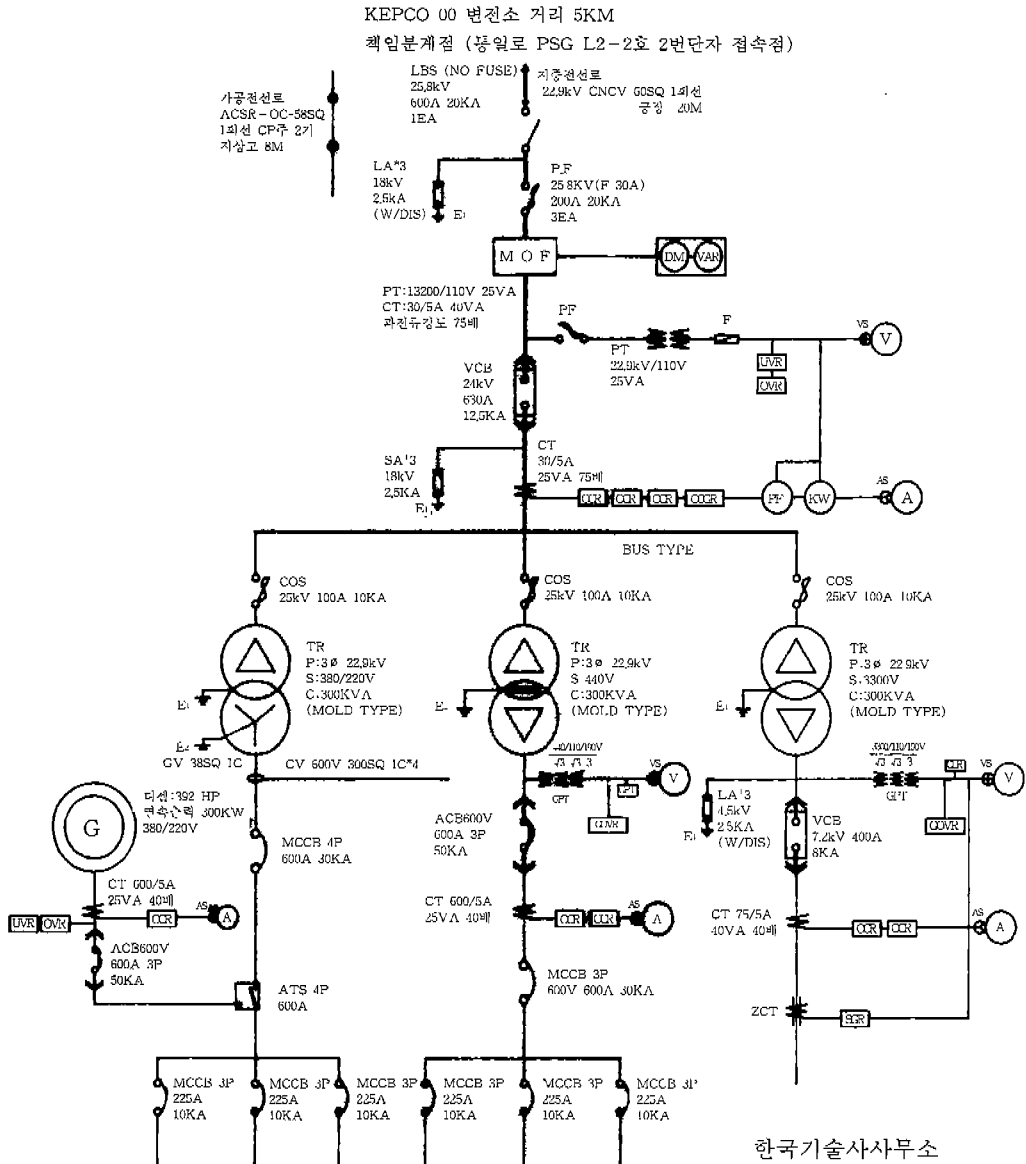 KEPCO 00 변전소 거리 5KM
책임분계점 (통일로 PSG L2-2호 2번단자 접속점)
LBS (NO FUSE)
25.8kV
600A 20KA
1EA
지중전선로
22.9kV CNCV 60SQ 1회선
긍장 20M
가공전선로
ACSR-OC-58SQ
1회선 CP주 2기
지상고 8M
LA*3
18kV
2.5kA
(W/DIS)
E1
P.F
25.8KV(F 30A)
200A 20KA
3EA
M O F
DM
VAR
PT:13200/110V 25VA
CT:30/5A 40VA
과전류강도 75배
PF
PT
22.9kV/110V
25VA
F
VS
V
UVR
OVR
VCB
24kV
630A
12.5KA
SA*3
18kV
2.5KA
E1
CT
30/5A
25VA 75배
OCR
OCR
OCR
OCGR
PF
KW
AS
A
BUS TYPE
COS
25kV 100A 10KA
COS
25kV 100A 10KA
COS
25kV 100A 10KA
TR
P:3ø 22.9kV
S:380/220V
C:300KVA
(MOLD TYPE)
E1
E2
TR
P:3ø 22.9kV
S:440V
C:300KVA
(MOLD TYPE)
TR
P:3ø 22.9kV
S:3300V
C:300KVA
(MOLD TYPE)
E1
GV 38SQ 1C
CV 600V 300SQ 1C*4
GPT
VS
V
GPT
CLR
VS
V
OGVR
디젤:392 HP
연속출력 300KW
380/220V
G
MCCB 4P
600A 30KA
ACB600V
600A 3P
50KA
LA*3
4.5kV
2.5KA
(W/DIS)
E1
VCB
7.2kV 400A
8KA
CT 600/5A
25VA 40배
UVR
OVR
OCR
AS
A
CT 600/5A
25VA 40배
OCR
OCR
AS
A
CT 75/5A
40VA 40배
OCR
OCR
AS
A
ACB600V
600A 3P
50KA
ATS 4P
600A
MCCB 3P
600V 600A 30KA
ZCT
SGR
MCCB 3P
225A
10KA
MCCB 3P
225A
10KA
MCCB 3P
225A
10KA
MCCB 3P
225A
10KA
MCCB 3P
225A
10KA
MCCB 3P
225A
10KA
한국기술사사무소